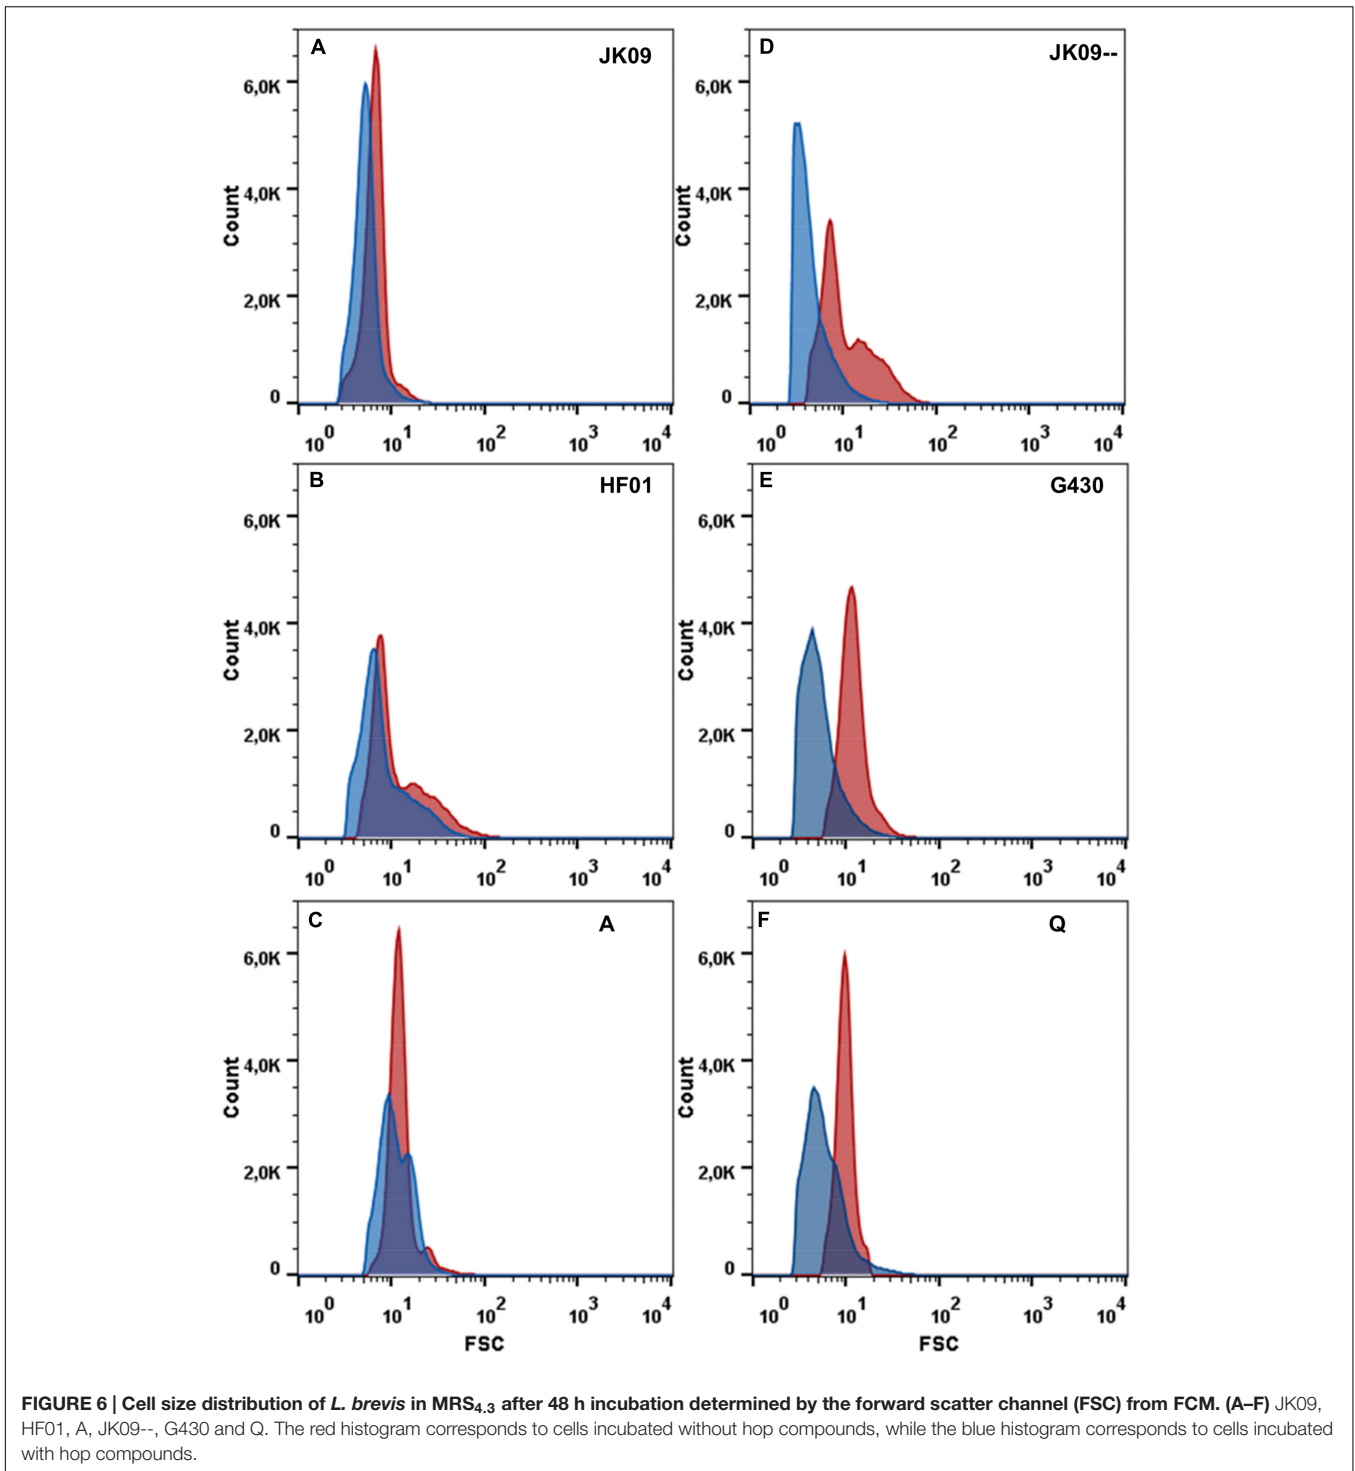 A
JK09
6,0K
4,0K
2,0K
0
Count
10^0 10^1 10^2 10^3 10^4
D
JK09--
6,0K
4,0K
2,0K
0
Count
10^0 10^1 10^2 10^3 10^4
B
HF01
6,0K
4,0K
2,0K
0
Count
10^0 10^1 10^2 10^3 10^4
E
G430
6,0K
4,0K
2,0K
0
Count
10^0 10^1 10^2 10^3 10^4
C
A
6,0K
4,0K
2,0K
0
Count
10^0 10^1 10^2 10^3 10^4
FSC
F
Q
6,0K
4,0K
2,0K
0
Count
10^0 10^1 10^2 10^3 10^4
FSC
FIGURE 6 | Cell size distribution of L. brevis in MRS4.3 after 48 h incubation determined by the forward scatter channel (FSC) from FCM. (A–F) JK09,
HF01, A, JK09--, G430 and Q. The red histogram corresponds to cells incubated without hop compounds, while the blue histogram corresponds to cells incubated
with hop compounds.